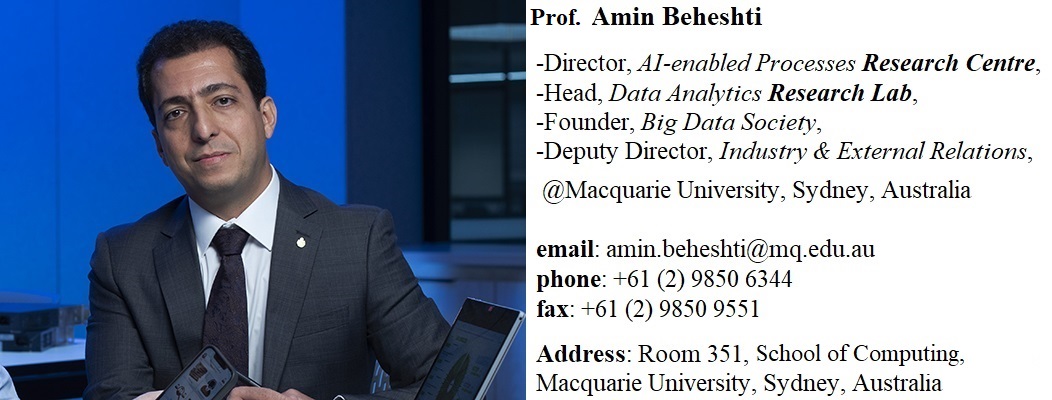 Prof. Amin Beheshti
-Director, AI-enabled Processes Research Centre,
-Head, Data Analytics Research Lab,
-Founder, Big Data Society,
-Deputy Director, Industry & External Relations,
@Macquarie University, Sydney, Australia
email: amin.beheshti@mq.edu.au
phone: +61 (2) 9850 6344
fax: +61 (2) 9850 9551
Address: Room 351, School of Computing,
Macquarie University, Sydney, Australia